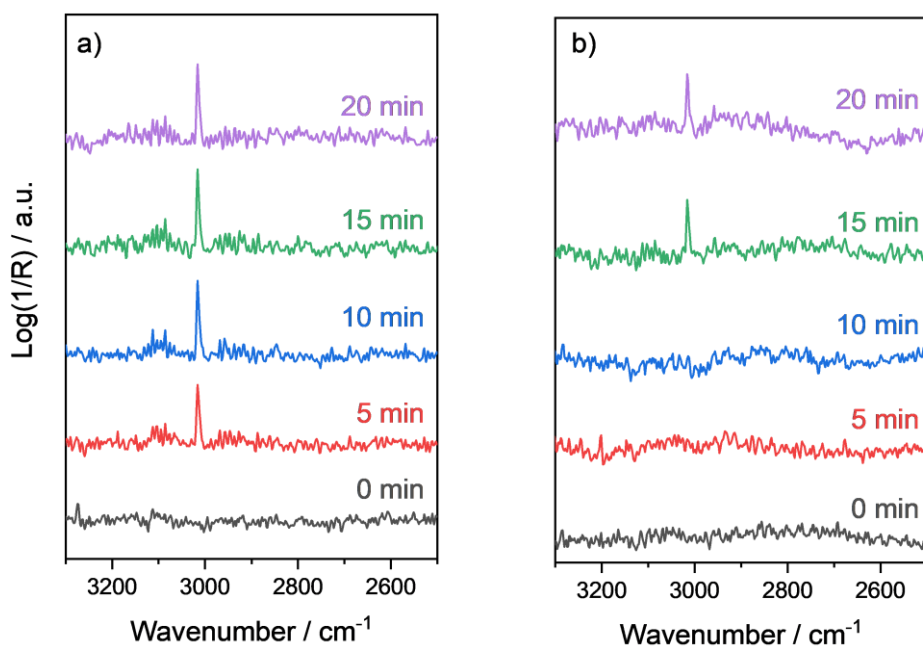 a)
20 min
15 min
10 min
5 min
0 min
Log(1/R) / a.u.
3200 3000 2800 2600
Wavenumber / cm⁻¹
b)
20 min
15 min
10 min
5 min
0 min
3200 3000 2800 2600
Wavenumber / cm⁻¹